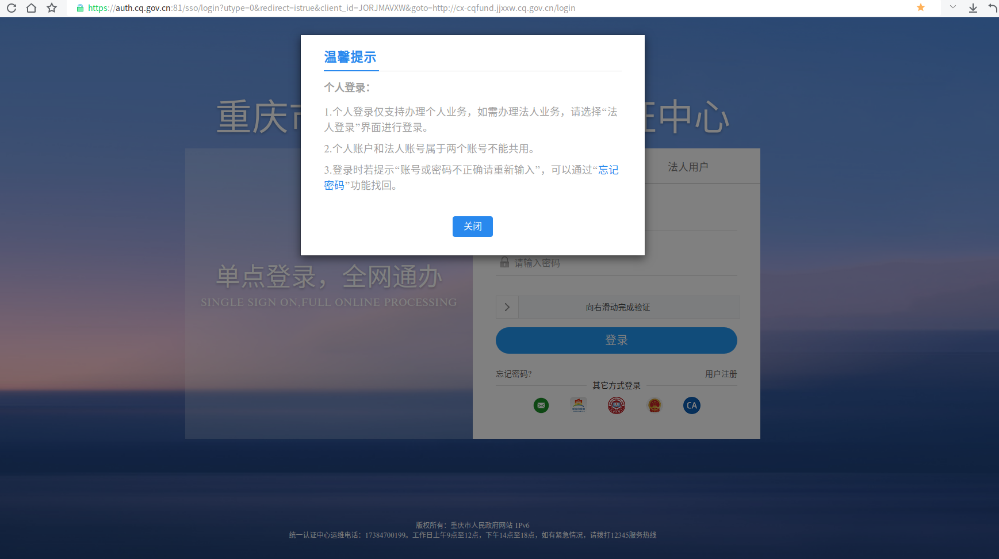 https://auth.cq.gov.cn:81/sso/login?utype=0&redirect=istrue&client_id=JORJMAVXW&goto=http://cx-cqfund.jjxxw.cq.gov.cn/login
温馨提示
个人登录：
1.个人登录仅支持办理个人业务，如需办理法人业务，请选择“法
人登录”界面进行登录。
2.个人账户和法人账号属于两个账号不能共用。
3.登录时若提示“账号或密码不正确请重新输入”，可以通过“忘记
密码”功能找回。
关闭
重庆市
证中心
法人用户
单点登录，全网通办
SINGLE SIGN ON,FULL ONLINE PROCESSING
请输入密码
向右滑动完成验证
登录
忘记密码?
用户注册
其它方式登录
CA
版权所有：重庆市人民政府网站 IPv6
统一认证中心运维电话：17384700199。工作日上午9点至12点，下午14点至18点，如有紧急情况，请拨打12345服务热线